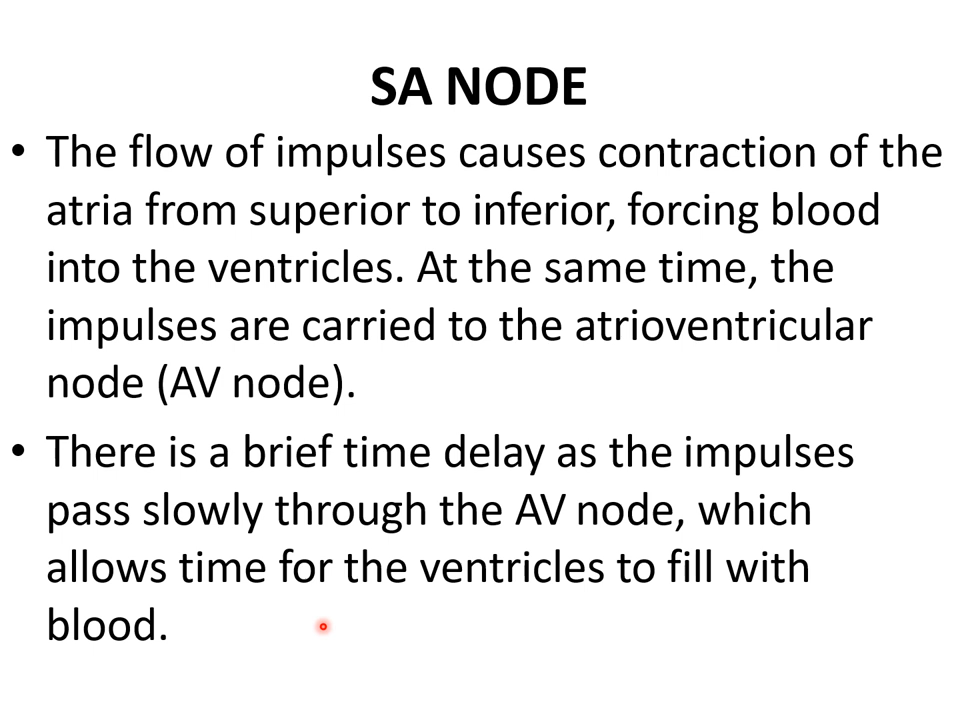 SA NODE
• The flow of impulses causes contraction of the
atria from superior to inferior, forcing blood
into the ventricles. At the same time, the
impulses are carried to the atrioventricular
node (AV node).
• There is a brief time delay as the impulses
pass slowly through the AV node, which
allows time for the ventricles to fill with
blood.